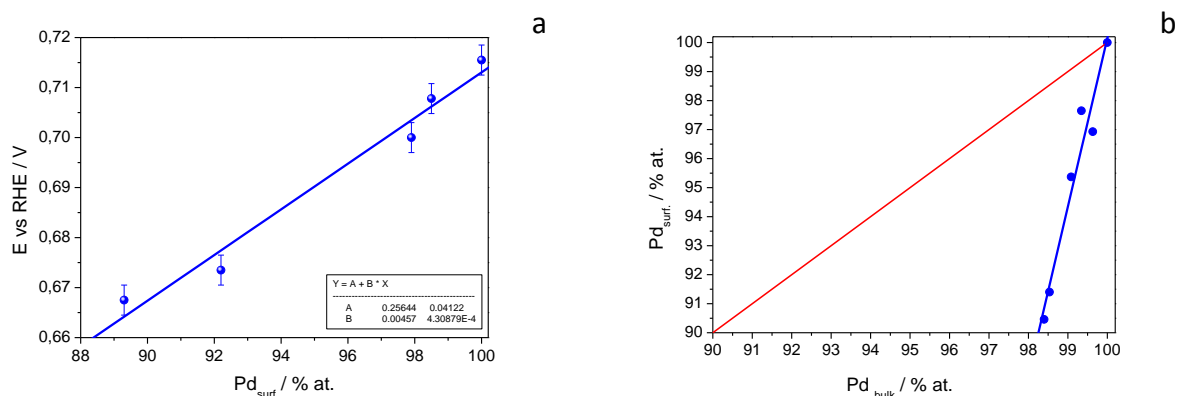 a
0,72
0,71
0,70
0,69
0,68
0,67
0,66
E vs RHE / V
88 90 92 94 96 98 100
Pd surf / % at.
Y = A + B * X
--------------------------------------------------
A 0.25644 0.04122
B 0.00457 4.30879E-4
b
100
99
98
97
96
95
94
93
92
91
90
Pd surf. / % at.
90 91 92 93 94 95 96 97 98 99 100
Pd bulk / % at.